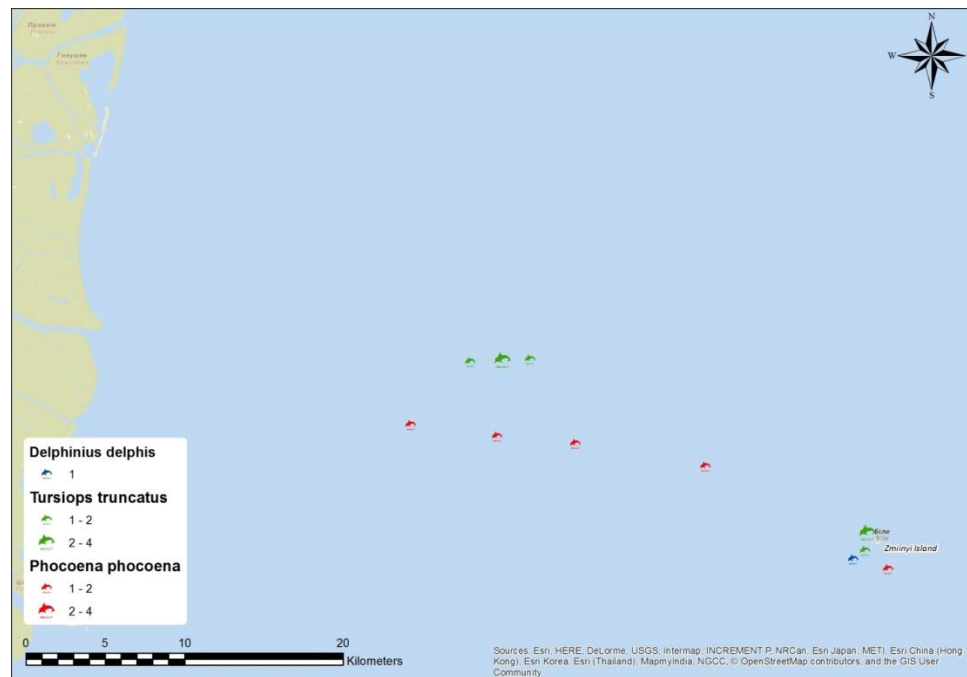 N
W
S
Delphinius delphis
1
Tursiops truncatus
1 - 2
2 - 4
Phocoena phocoena
1 - 2
2 - 4
Zmiinyi Island
0 5 10 20
Kilometers
Sources: Esri, HERE, DeLorme, USGS, Intermap, INCREMENT P, NRCan, Esri Japan, METI, Esri China (Hong
Kong), Esri Korea, Esri (Thailand), MapmyIndia, NGCC, © OpenStreetMap contributors, and the GIS User
Community